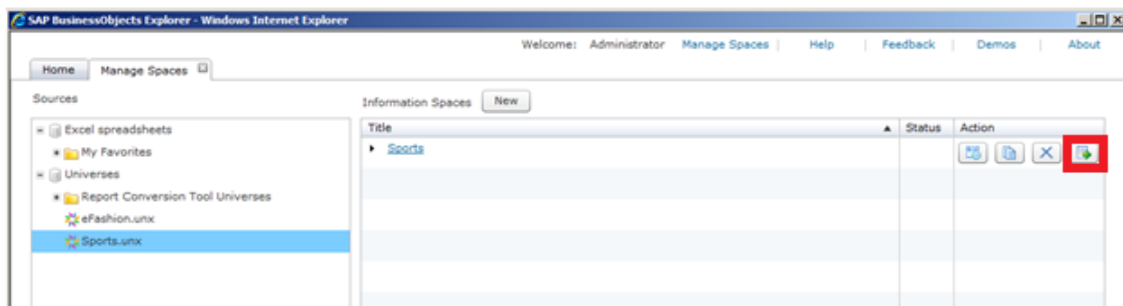 SAP BusinessObjects Explorer - Windows Internet Explorer
Welcome: Administrator Manage Spaces | Help | Feedback | Demos | About
Home Manage Spaces
Sources
Information Spaces New
Excel spreadsheets
My Favorites
Universes
Report Conversion Tool Universes
eFashion.unx
Sports.unx
Title Status Action
Sports